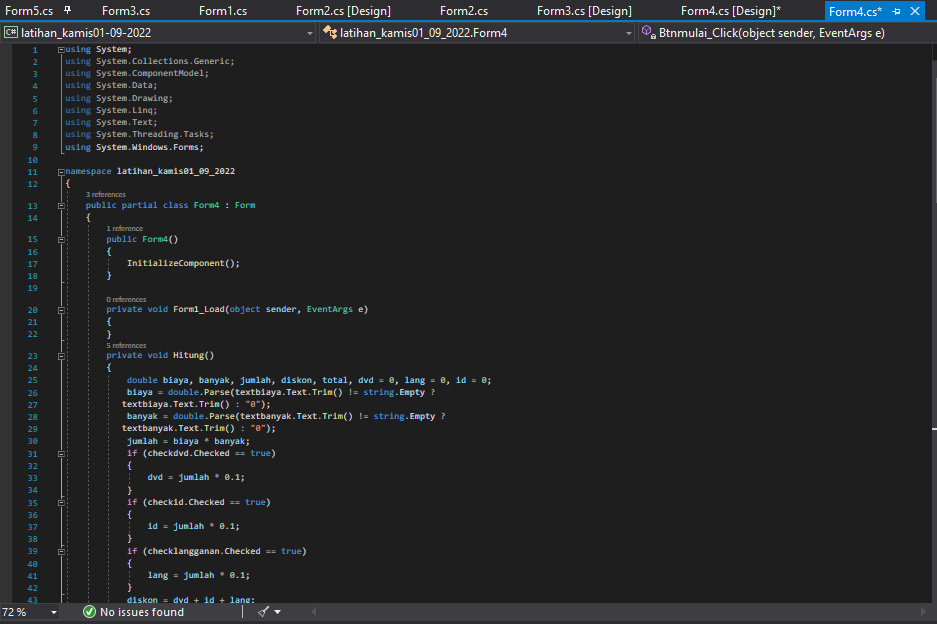 Form5.cs Form3.cs Form1.cs Form2.cs [Design] Form2.cs Form3.cs [Design] Form4.cs [Design]* Form4.cs*
C# latihan_kamis01-09-2022 latihan_kamis01_09_2022.Form4 Btnmulai_Click(object sender, EventArgs e)
1 using System;
2 using System.Collections.Generic;
3 using System.ComponentModel;
4 using System.Data;
5 using System.Drawing;
6 using System.Linq;
7 using System.Text;
8 using System.Threading.Tasks;
9 using System.Windows.Forms;
10
11 namespace latihan_kamis01_09_2022
12 {
3 references
13 public partial class Form4 : Form
14 {
1 reference
15 public Form4()
16 {
17 InitializeComponent();
18 }
19
0 references
20 private void Form1_Load(object sender, EventArgs e)
21 {
22 }
5 references
23 private void Hitung()
24 {
25 double biaya, banyak, jumlah, diskon, total, dvd = 0, lang = 0, id = 0;
26 biaya = double.Parse(textbiaya.Text.Trim() != string.Empty ?
27 textbiaya.Text.Trim() : "0");
28 banyak = double.Parse(textbanyak.Text.Trim() != string.Empty ?
29 textbanyak.Text.Trim() : "0");
30 jumlah = biaya * banyak;
31 if (checkdvd.Checked == true)
32 {
33 dvd = jumlah * 0.1;
34 }
35 if (checkid.Checked == true)
36 {
37 id = jumlah * 0.1;
38 }
39 if (checklangganan.Checked == true)
40 {
41 lang = jumlah * 0.1;
42 }
43 diskon = dvd + id + lang;
72 % No issues found